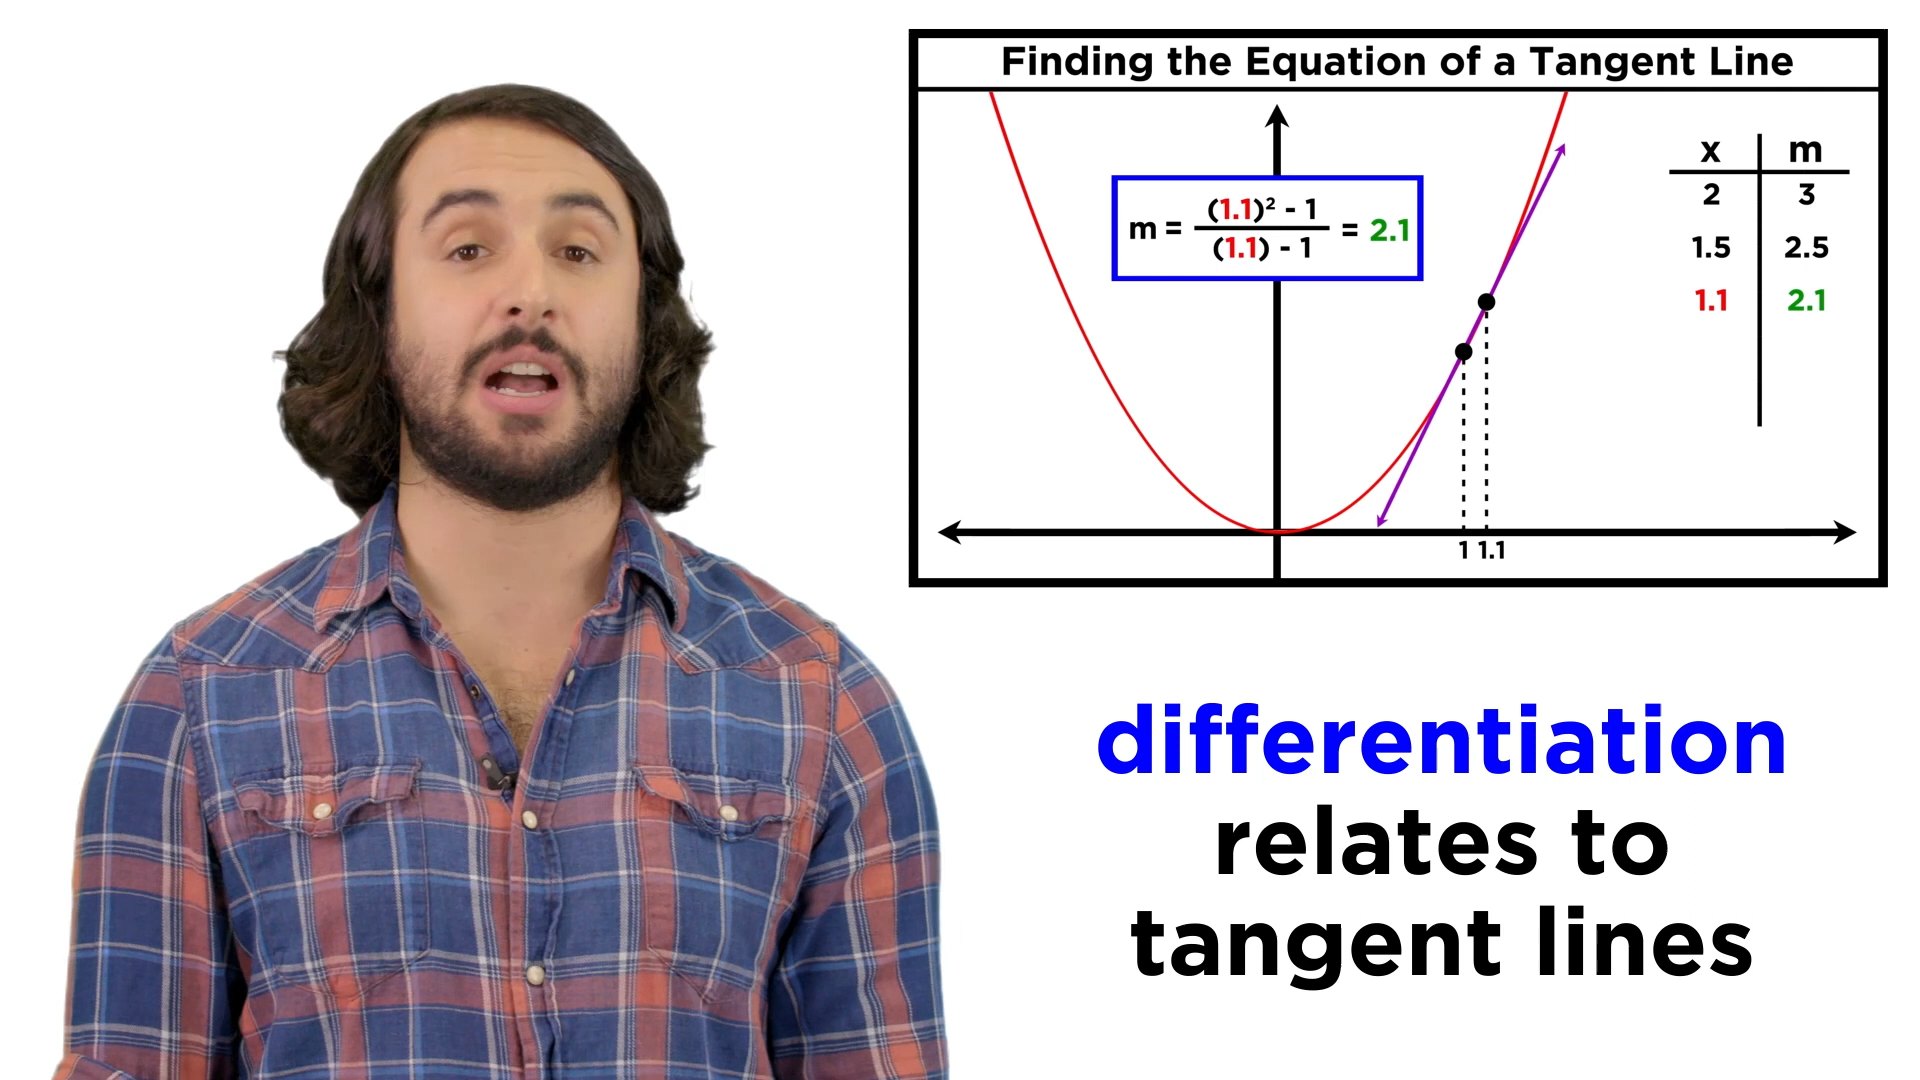 Finding the Equation of a Tangent Line
m = (1.1)² - 1 / (1.1) - 1 = 2.1
x m
2 3
1.5 2.5
1.1 2.1
1 1.1
differentiation
relates to
tangent lines